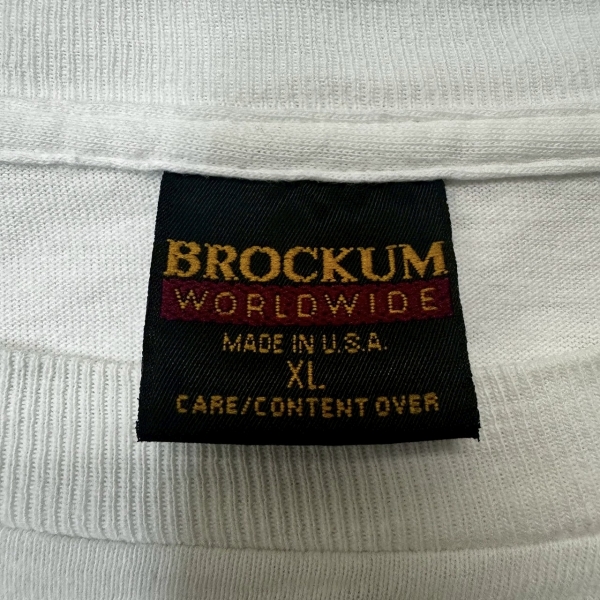 BROCKUM
WORLDWIDE
MADE IN U.S.A.
XL
CARE/CONTENT OVER